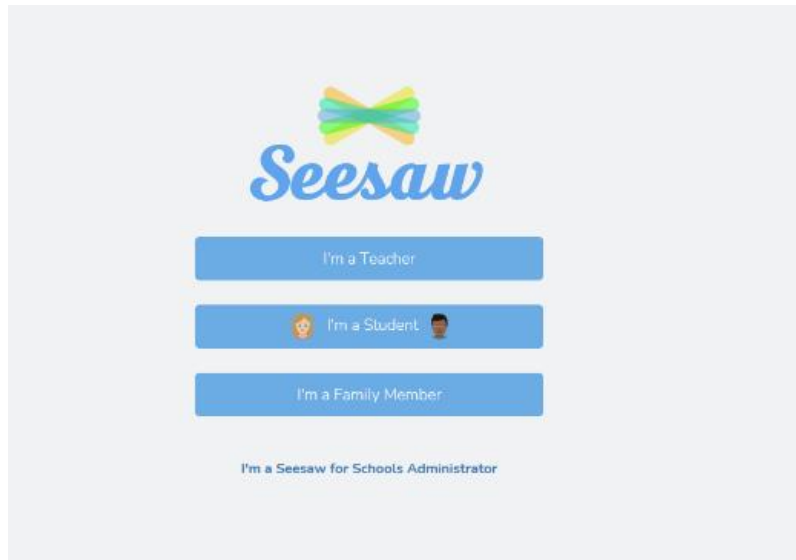 Seesaw
I'm a Teacher
I'm a Student
I'm a Family Member
I'm a Seesaw for Schools Administrator